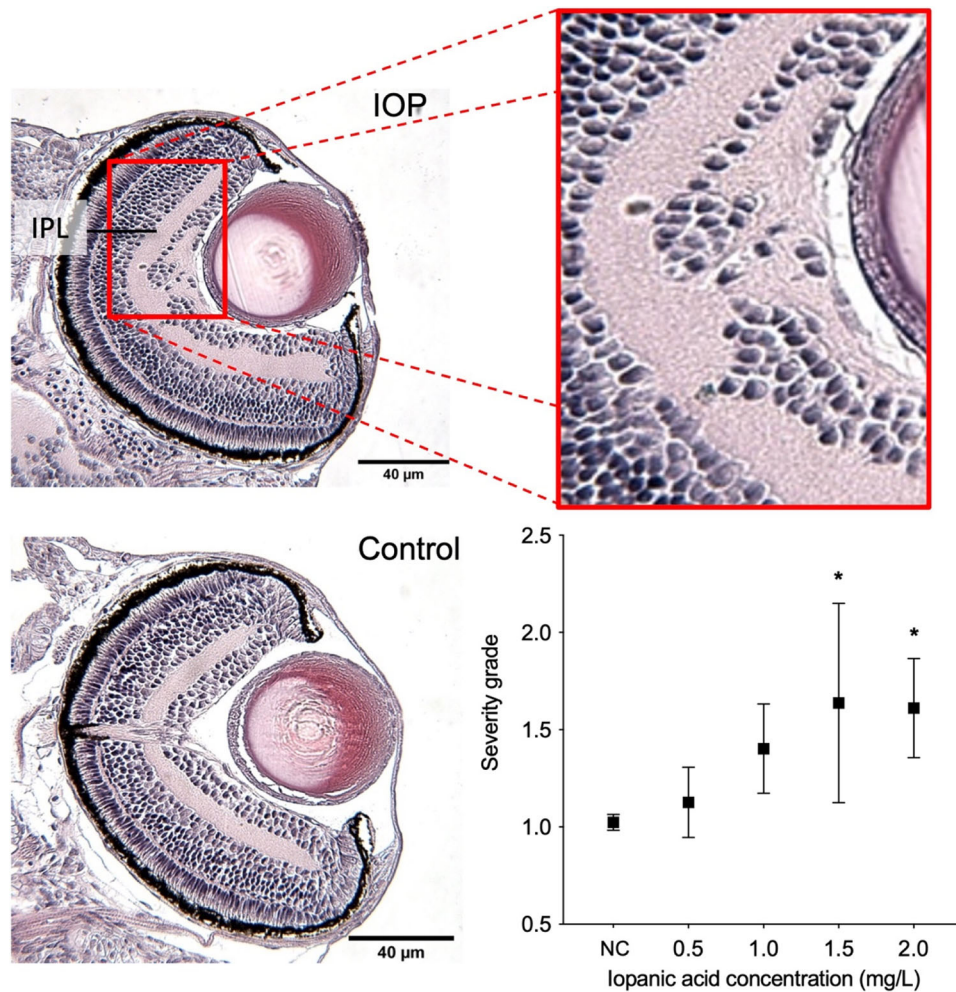 IOP
IPL
40 µm
Control
40 µm
Severity grade
2.5
2.0
1.5
1.0
0.5
*
*
NC
0.5
1.0
1.5
2.0
Iopanic acid concentration (mg/L)